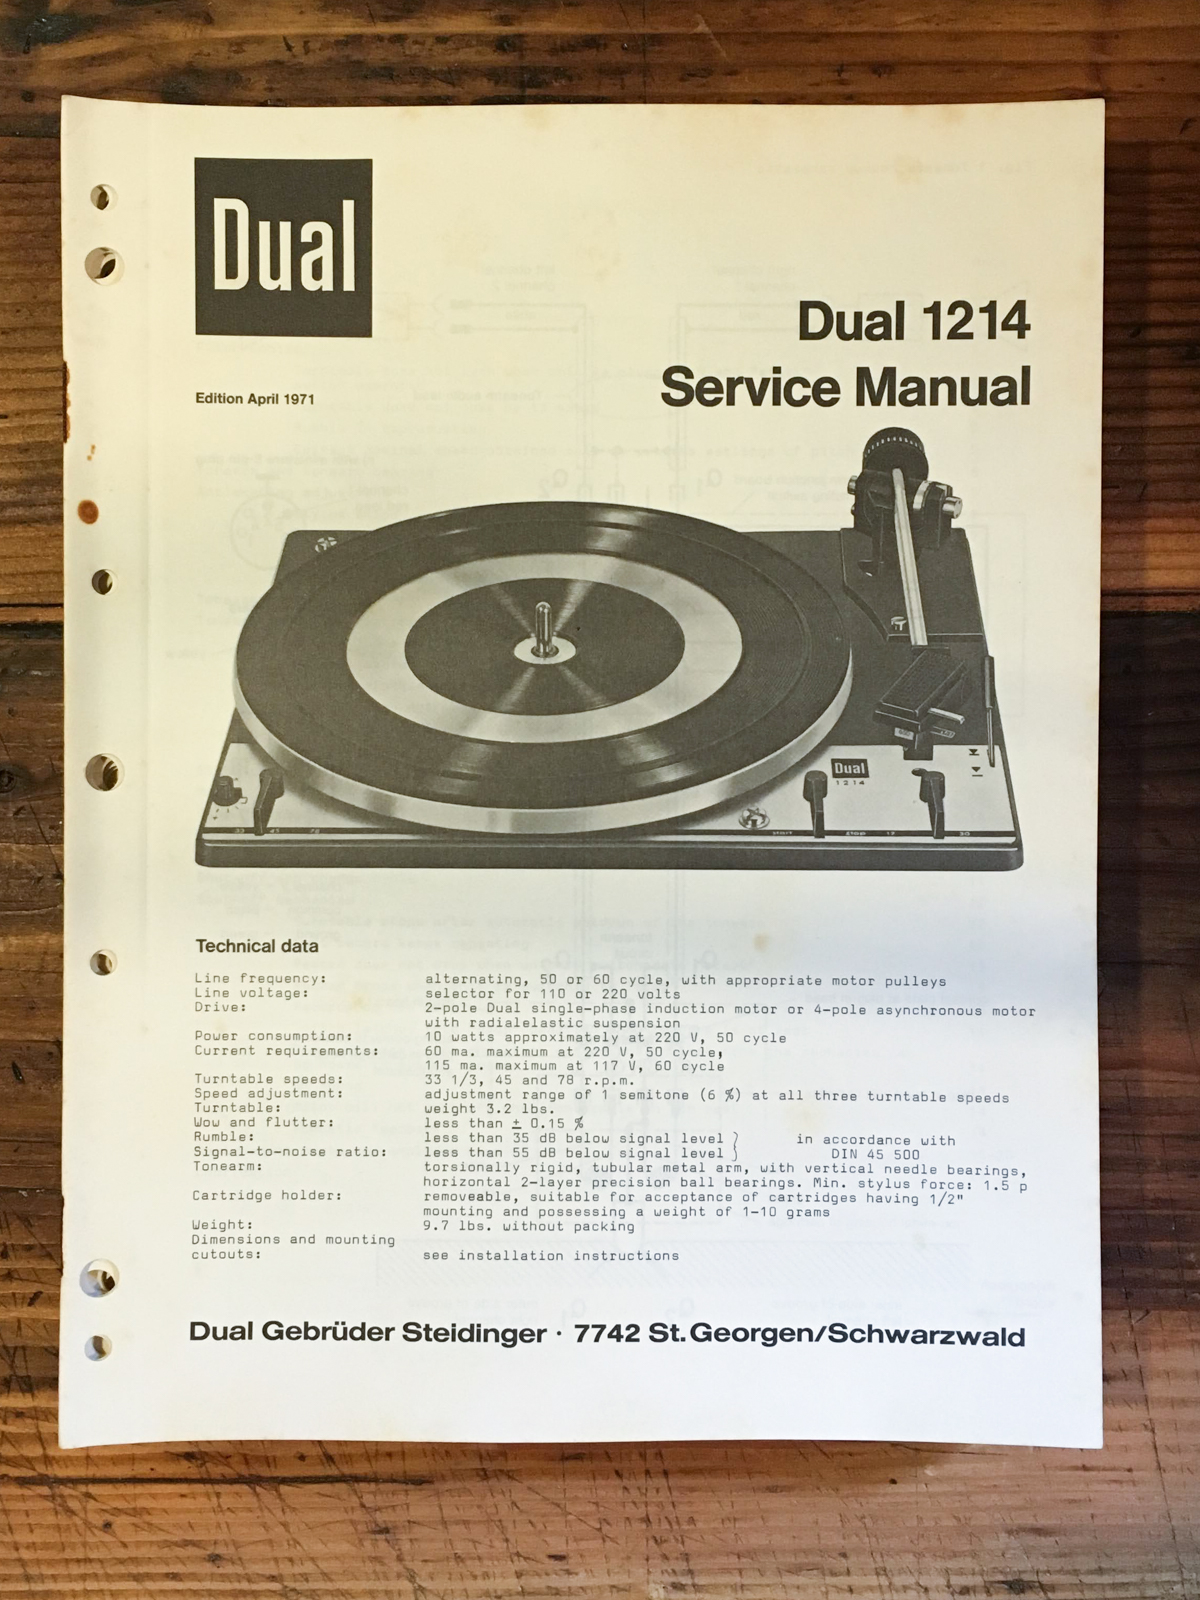 Dual
Dual 1214
Service Manual
Edition April 1971
Dual
1214
33 45 78
START STOP 17 30
Technical data
Line frequency: alternating, 50 or 60 cycle, with appropriate motor pulleys
Line voltage: selector for 110 or 220 volts
Drive: 2-pole Dual single-phase induction motor or 4-pole asynchronous motor
with radialelastic suspension
Power consumption: 10 watts approximately at 220 V, 50 cycle
Current requirements: 60 ma. maximum at 220 V, 50 cycle,
115 ma. maximum at 117 V, 60 cycle
Turntable speeds: 33 1/3, 45 and 78 r.p.m.
Speed adjustment: adjustment range of 1 semitone (6 %) at all three turntable speeds
Turntable: weight 3.2 lbs.
Wow and flutter: less than ± 0.15 %
Rumble: less than 35 dB below signal level } in accordance with
Signal-to-noise ratio: less than 55 dB below signal level } DIN 45 500
Tonearm: torsionally rigid, tubular metal arm, with vertical needle bearings,
horizontal 2-layer precision ball bearings. Min. stylus force: 1.5 p
Cartridge holder: removeable, suitable for acceptance of cartridges having 1/2"
mounting and possessing a weight of 1-10 grams
Weight: 9.7 lbs. without packing
Dimensions and mounting
cutouts: see installation instructions
Dual Gebrüder Steidinger · 7742 St. Georgen/Schwarzwald